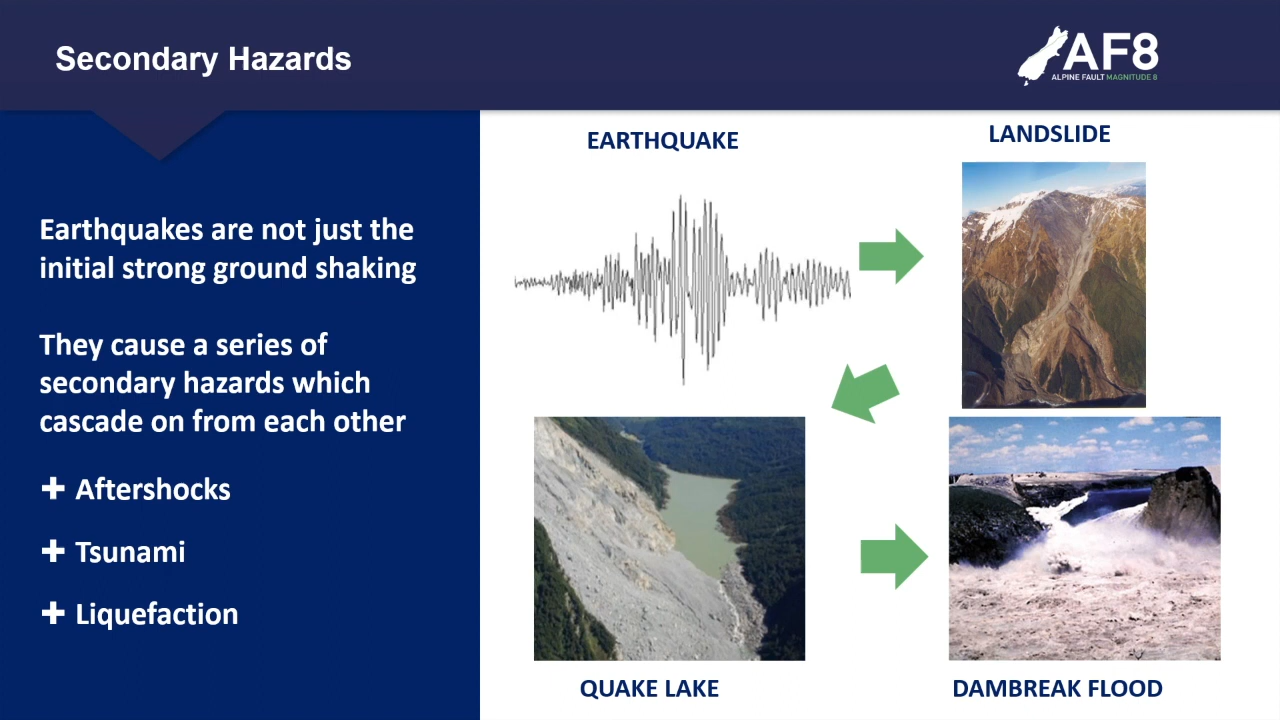 Secondary Hazards
AF8
ALPINE FAULT MAGNITUDE 8
Earthquakes are not just the
initial strong ground shaking
They cause a series of
secondary hazards which
cascade on from each other
+ Aftershocks
+ Tsunami
+ Liquefaction
EARTHQUAKE
LANDSLIDE
QUAKE LAKE
DAMBREAK FLOOD